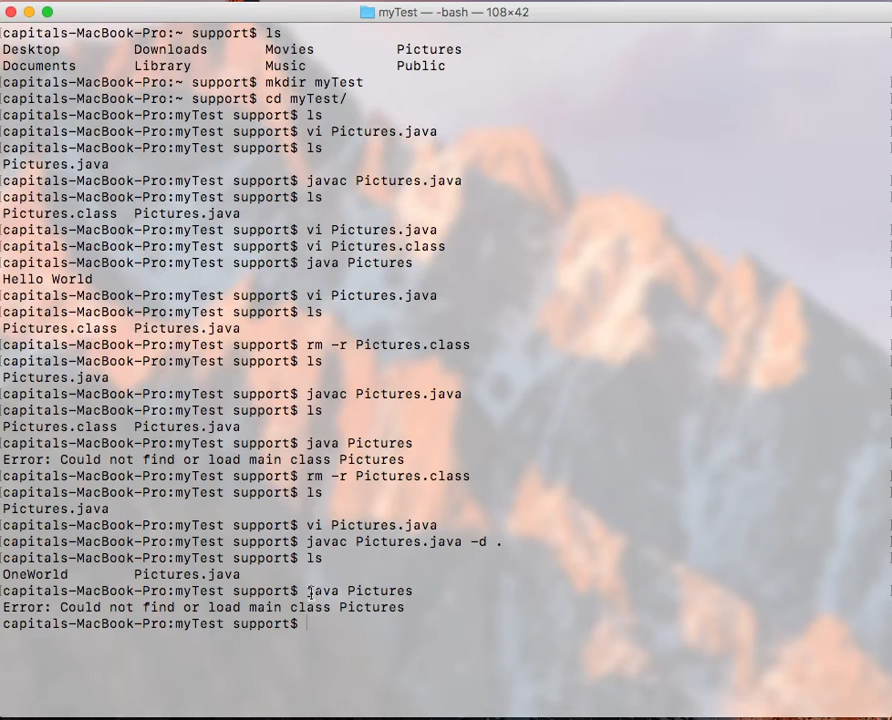 myTest — -bash — 108×42
capitals-MacBook-Pro:~ support$ ls
Desktop Downloads Movies Pictures
Documents Library Music Public
capitals-MacBook-Pro:~ support$ mkdir myTest
capitals-MacBook-Pro:~ support$ cd myTest/
capitals-MacBook-Pro:myTest support$ ls
capitals-MacBook-Pro:myTest support$ vi Pictures.java
capitals-MacBook-Pro:myTest support$ ls
Pictures.java
capitals-MacBook-Pro:myTest support$ javac Pictures.java
capitals-MacBook-Pro:myTest support$ ls
Pictures.class Pictures.java
capitals-MacBook-Pro:myTest support$ vi Pictures.java
capitals-MacBook-Pro:myTest support$ vi Pictures.class
capitals-MacBook-Pro:myTest support$ java Pictures
Hello World
capitals-MacBook-Pro:myTest support$ vi Pictures.java
capitals-MacBook-Pro:myTest support$ ls
Pictures.class Pictures.java
capitals-MacBook-Pro:myTest support$ rm -r Pictures.class
capitals-MacBook-Pro:myTest support$ ls
Pictures.java
capitals-MacBook-Pro:myTest support$ javac Pictures.java
capitals-MacBook-Pro:myTest support$ ls
Pictures.class Pictures.java
capitals-MacBook-Pro:myTest support$ java Pictures
Error: Could not find or load main class Pictures
capitals-MacBook-Pro:myTest support$ rm -r Pictures.class
capitals-MacBook-Pro:myTest support$ ls
Pictures.java
capitals-MacBook-Pro:myTest support$ vi Pictures.java
capitals-MacBook-Pro:myTest support$ javac Pictures.java -d .
capitals-MacBook-Pro:myTest support$ ls
OneWorld Pictures.java
capitals-MacBook-Pro:myTest support$ java Pictures
Error: Could not find or load main class Pictures
capitals-MacBook-Pro:myTest support$